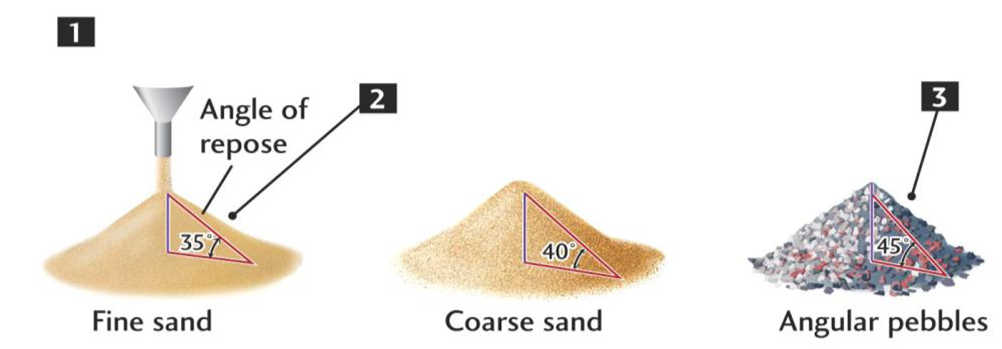 1
Angle of
repose
2
3
35°
40°
45°
Fine sand
Coarse sand
Angular pebbles